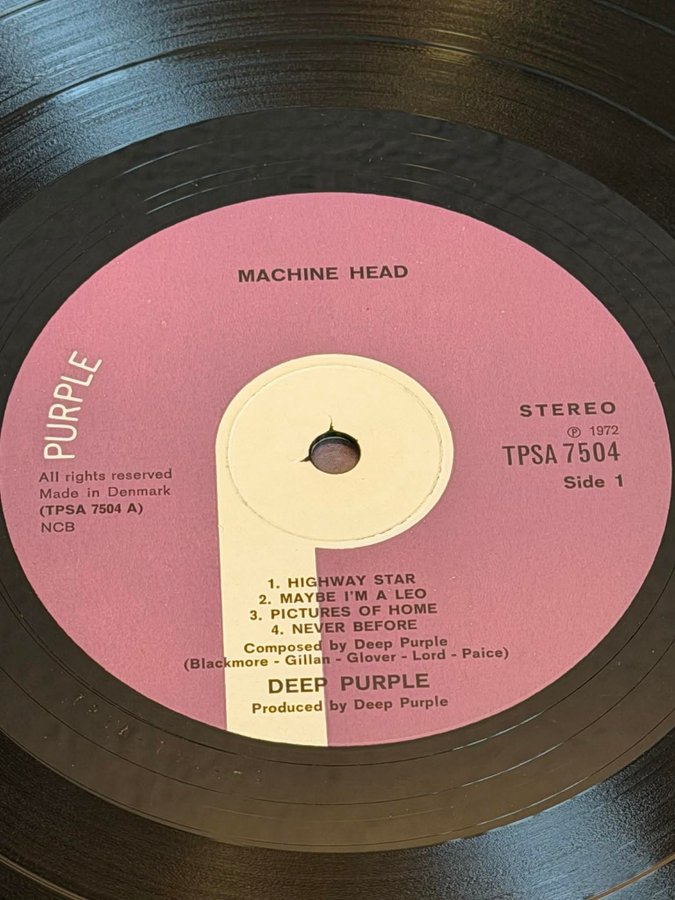 MACHINE HEAD
PURPLE
All rights reserved
Made in Denmark
(TPSA 7504 A)
NCB
STEREO
℗ 1972
TPSA 7504
Side 1
1. HIGHWAY STAR
2. MAYBE I'M A LEO
3. PICTURES OF HOME
4. NEVER BEFORE
Composed by Deep Purple
(Blackmore - Gillan - Glover - Lord - Paice)
DEEP PURPLE
Produced by Deep Purple